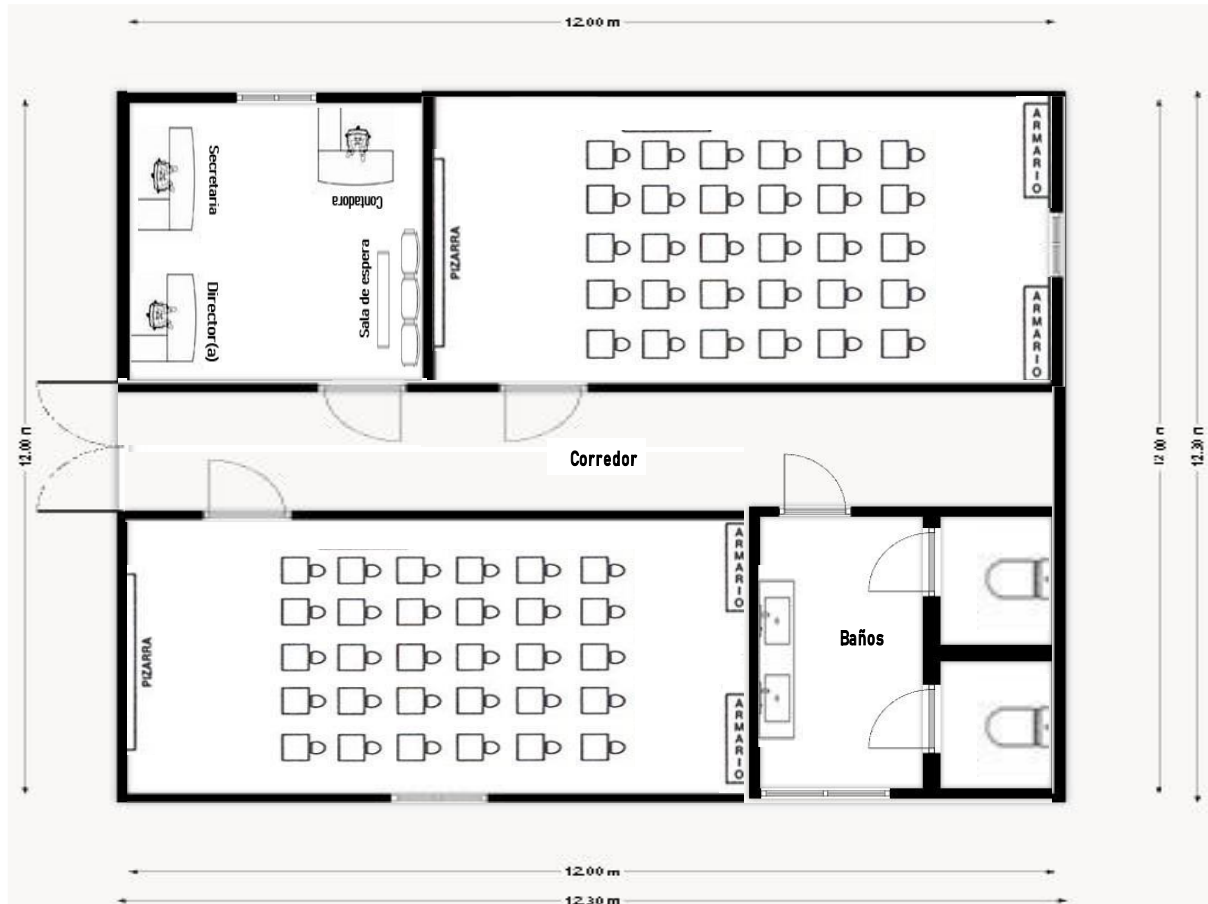 12.00 m
Secretaria
Contadora
Sala de espera
Director(a)
PIZARRA
ARMARIO
ARMARIO
12.00 m
12.00 m
12.30 m
Corredor
PIZARRA
ARMARIO
ARMARIO
Baños
12.00 m
12.30 m